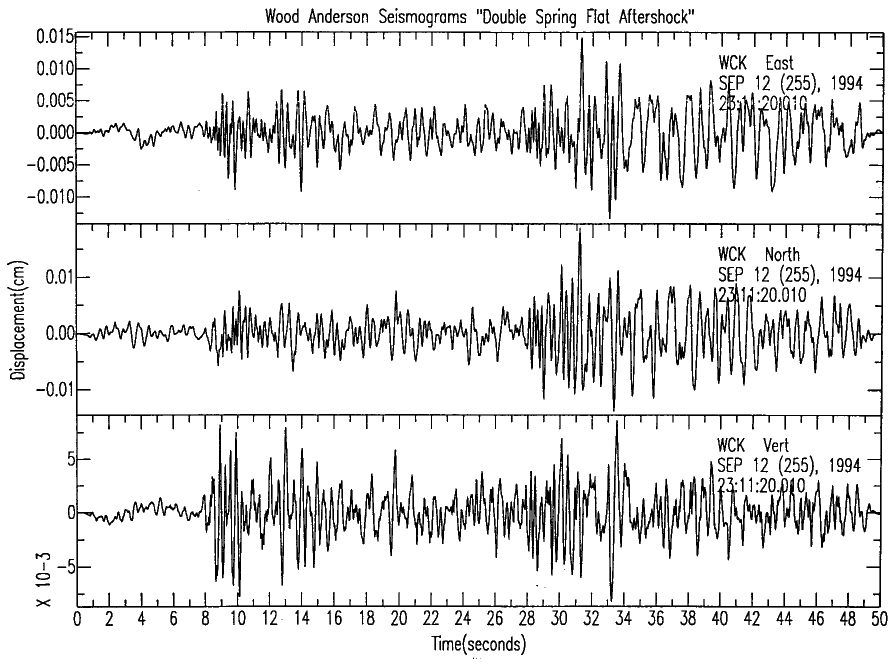 Wood Anderson Seismograms "Double Spring Flat Aftershock"
0.015
0.010
0.005
0.000
-0.005
-0.010
WCK East
SEP 12 (255), 1994
23:11:20.010
0.01
0.00
-0.01
WCK North
SEP 12 (255), 1994
23:11:20.010
Displacement(cm)
5
0
-5
X 10-3
WCK Vert
SEP 12 (255), 1994
23:11:20.010
0 2 4 6 8 10 12 14 16 18 20 22 24 26 28 30 32 34 36 38 40 42 44 46 48 50
Time(seconds)